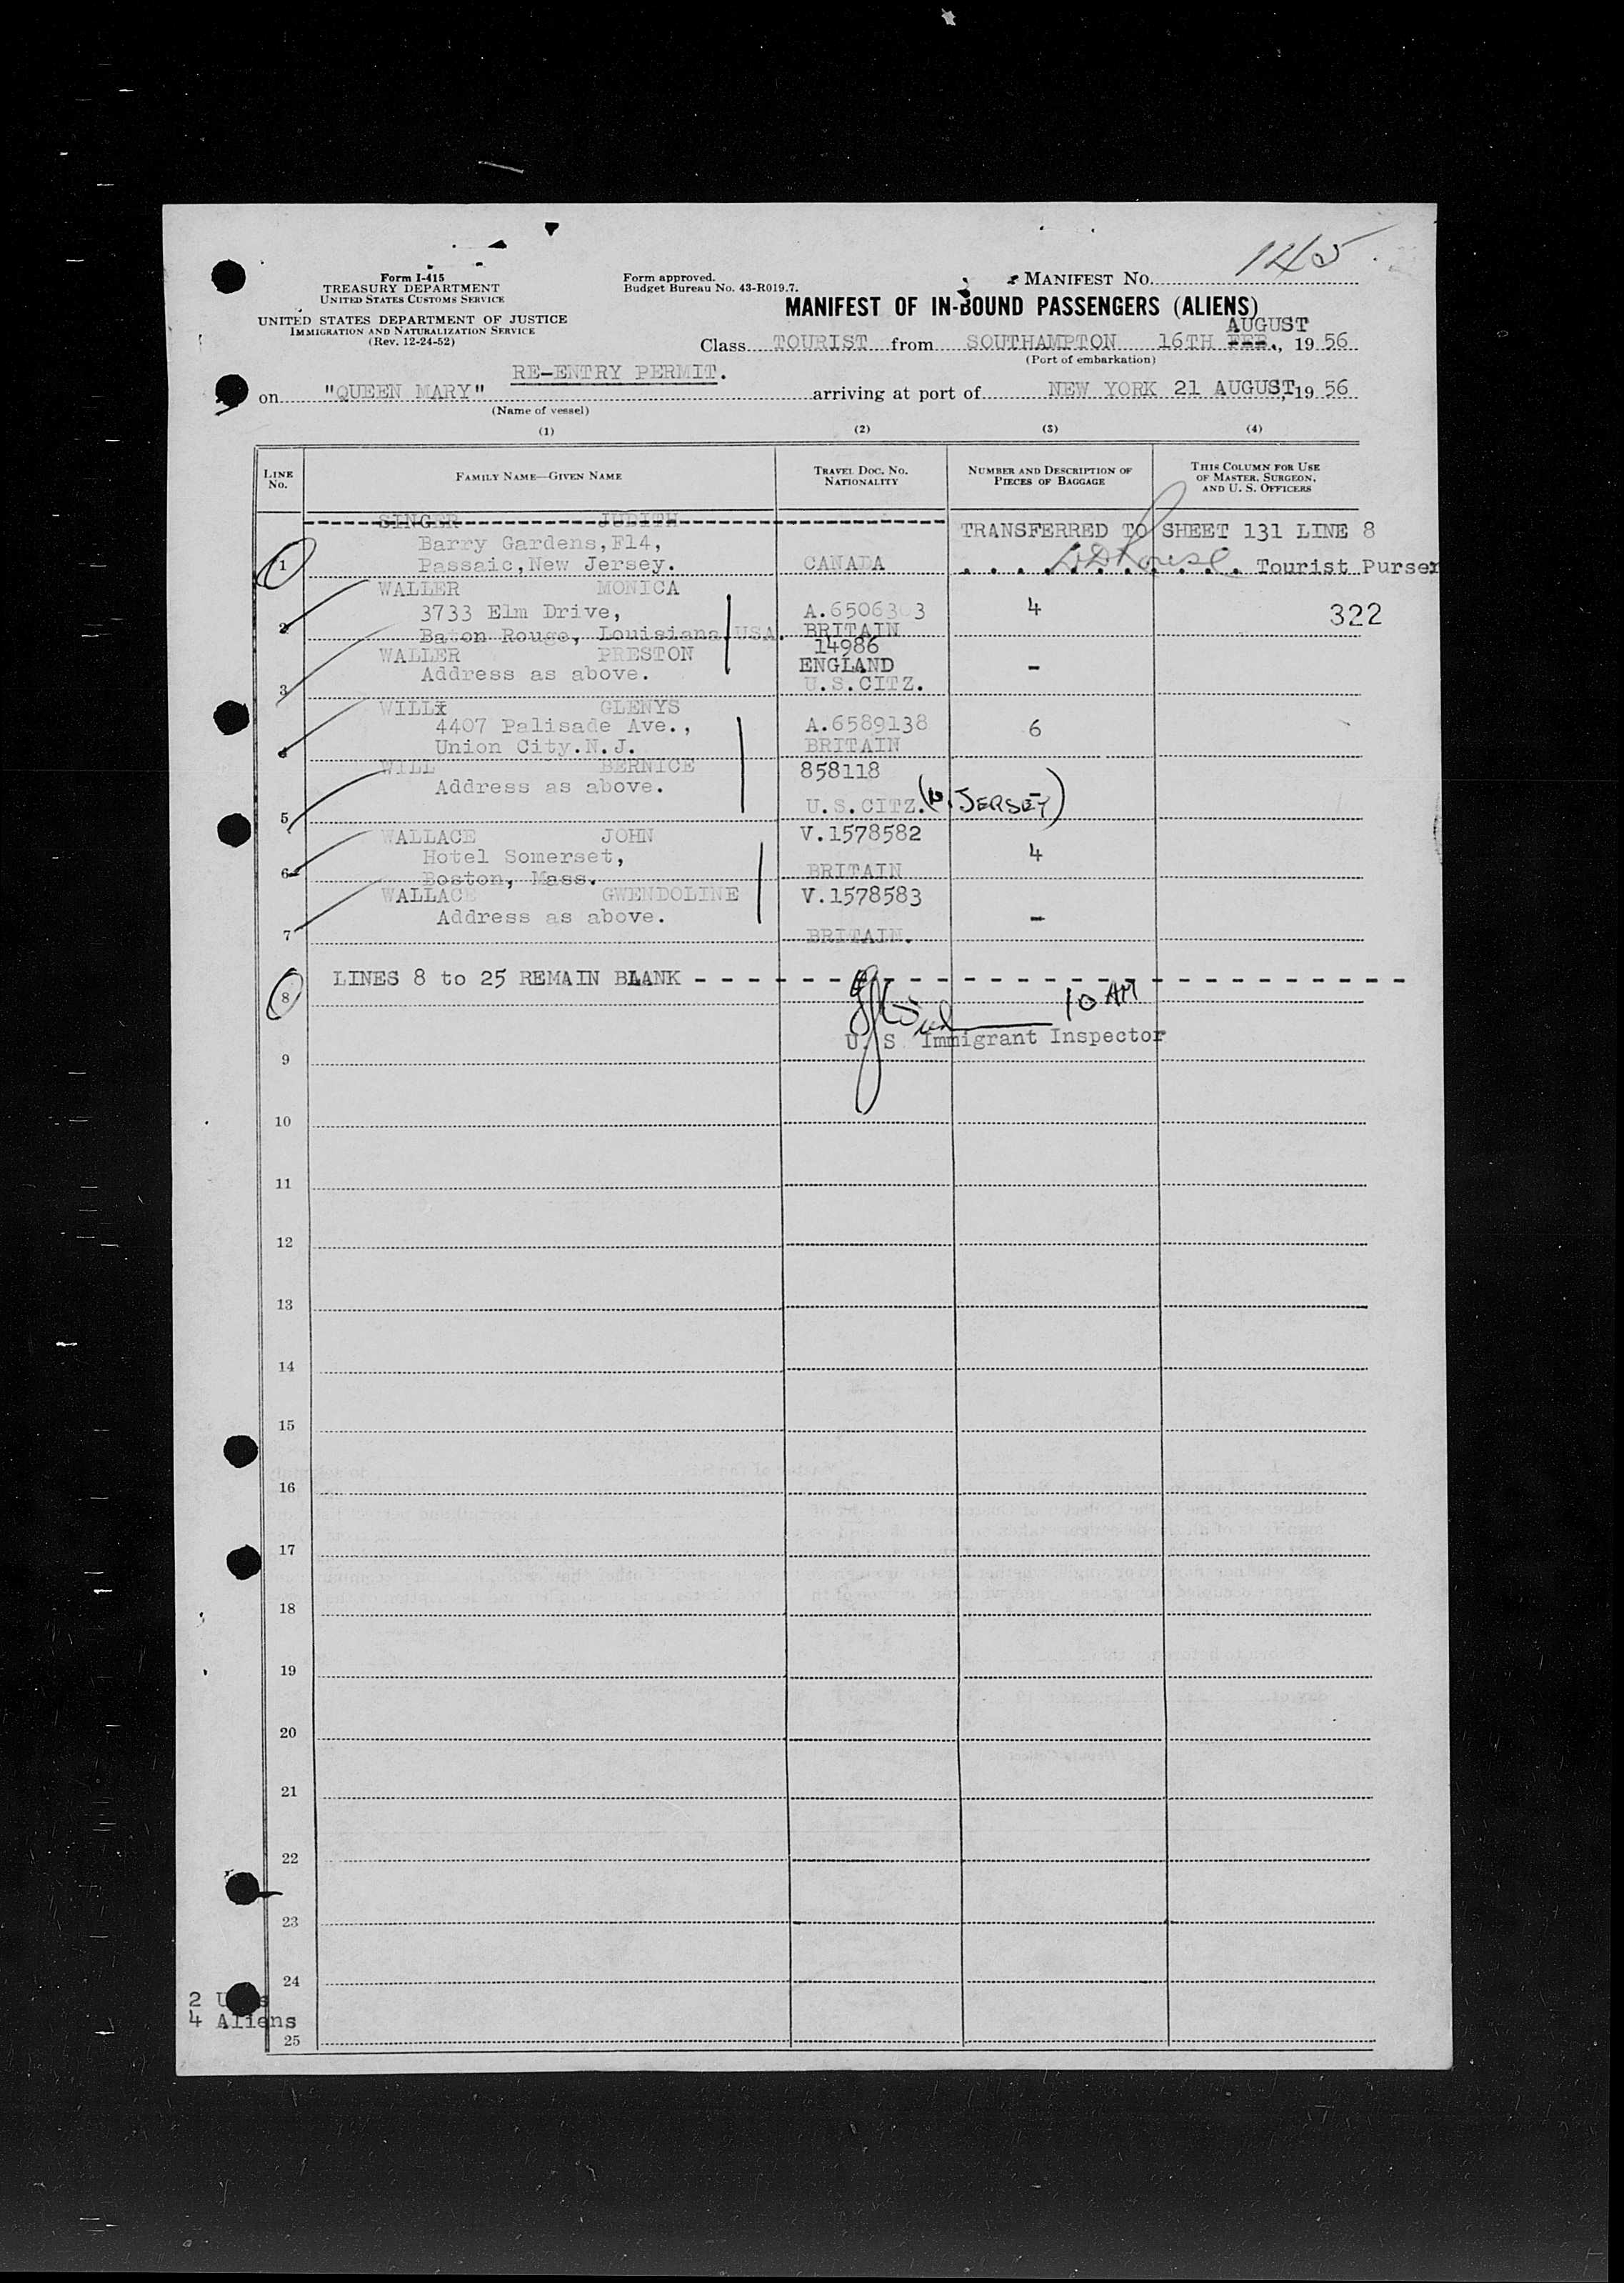 145
Form I-415
TREASURY DEPARTMENT
UNITED STATES CUSTOMS SERVICE
UNITED STATES DEPARTMENT OF JUSTICE
IMMIGRATION AND NATURALIZATION SERVICE
(Rev. 12-24-52)
Form approved.
Budget Bureau No. 43-R019.7.
MANIFEST No.
MANIFEST OF IN-BOUND PASSENGERS (ALIENS)
AUGUST
Class TOURIST from SOUTHAMPTON 16TH FEB., 19 56
(Port of embarkation)
RE-ENTRY PERMIT.
on "QUEEN MARY" arriving at port of NEW YORK 21 AUGUST, 19 56
(Name of vessel)
(1) (2) (3) (4)
LINE No. FAMILY NAME—GIVEN NAME TRAVEL DOC. NO. NATIONALITY NUMBER AND DESCRIPTION OF PIECES OF BAGGAGE THIS COLUMN FOR USE OF MASTER, SURGEON, AND U. S. OFFICERS
SINGER JUDITH TRANSFERRED TO SHEET 131 LINE 8
Barry Gardens, F14,
1 Passaic, New Jersey. CANADA Tourist Purser
WALLER MONICA
3733 Elm Drive, A.6506303 4 322
2 Baton Rouge, Louisiana USA. BRITAIN
14986
WALLER PRESTON ENGLAND
Address as above. -
3 U.S.CITZ.
WILLX GLENYS
4407 Palisade Ave., A.6589138 6
4 Union City. N.J. BRITAIN
WILL BERNICE 858118
Address as above. -
5 U.S.CITZ. (N. JERSEY)
WALLACE JOHN V.1578582
Hotel Somerset, 4
6 Boston, Mass. BRITAIN
WALLACE GWENDOLINE V.1578583
Address as above. -
7 BRITAIN.
LINES 8 to 25 REMAIN BLANK
8 10 AM
U. S. Immigrant Inspector
9
10
11
12
13
14
15
16
17
18
19
20
21
22
23
24
2
4 Aliens
25